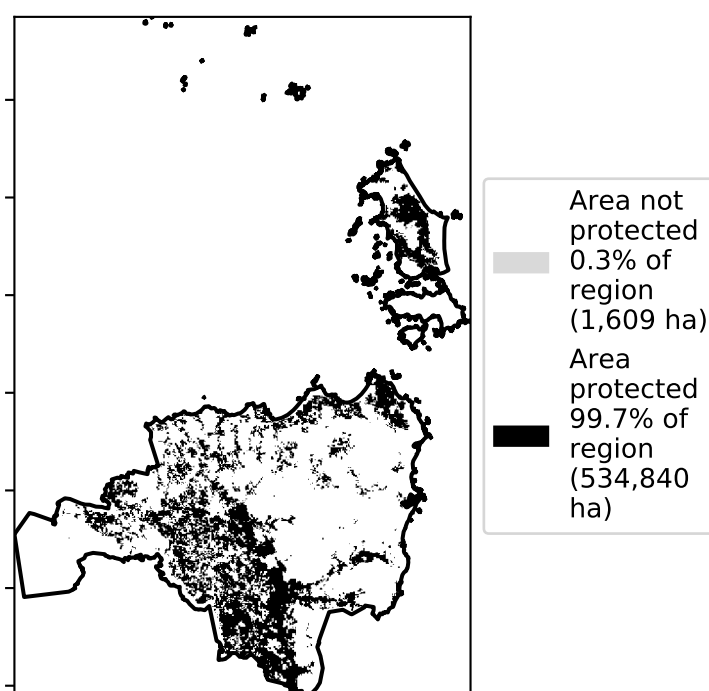 Area not
protected
0.3% of
region
(1,609 ha)
Area
protected
99.7% of
region
(534,840
ha)